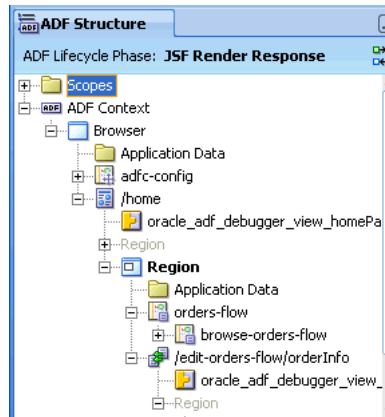 ADF Structure
ADF Lifecycle Phase: JSF Render Response
Scopes
ADF Context
Browser
Application Data
adfc-config
/home
oracle_adf_debugger_view_homePa
Region
Region
Application Data
orders-flow
browse-orders-flow
/edit-orders-flow/orderInfo
oracle_adf_debugger_view_
Region